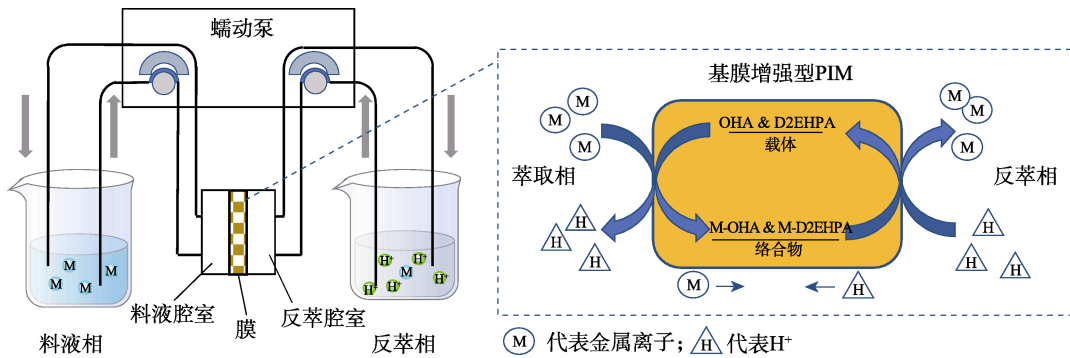 蠕动泵
M
M
M
M
料液相
料液腔室
膜
反萃腔室
H⁺
H⁺
H⁺
M
H⁺
H⁺
反萃相
基膜增强型PIM
M
M
M
萃取相
H
H
H
OHA & D2EHPA
载体
M-OHA & M-D2EHPA
络合物
M
M
M
反萃相
H
H
H
M
H
M 代表金属离子；H 代表H⁺